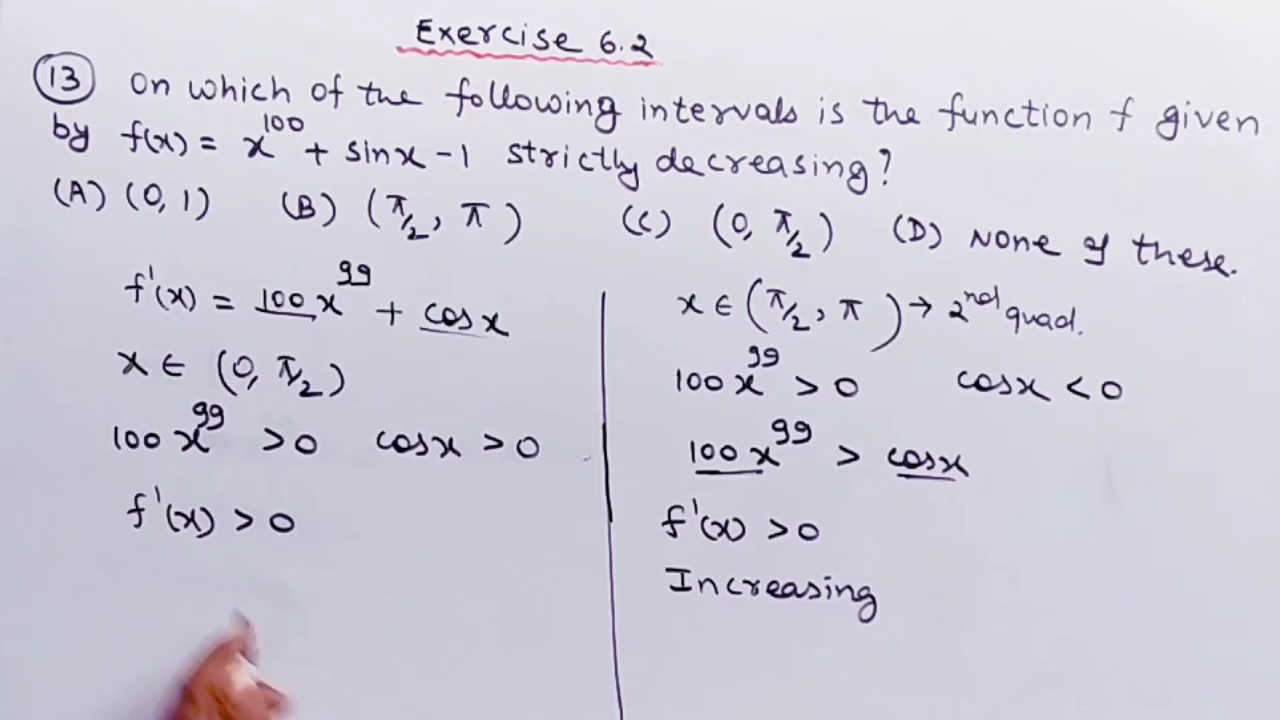 Exercise 6.2
(13) On which of the following intervals is the function f given
by f(x) = x^100 + sinx - 1 strictly decreasing?
(A) (0, 1) (B) (π/2, π) (C) (0, π/2) (D) None of these.
f'(x) = 100x^99 + cosx
x ∈ (0, π/2)
100x^99 > 0 cosx > 0
f'(x) > 0
x ∈ (π/2, π) → 2nd quad.
100x^99 > 0 cosx < 0
100x^99 > cosx
f'(x) > 0
Increasing